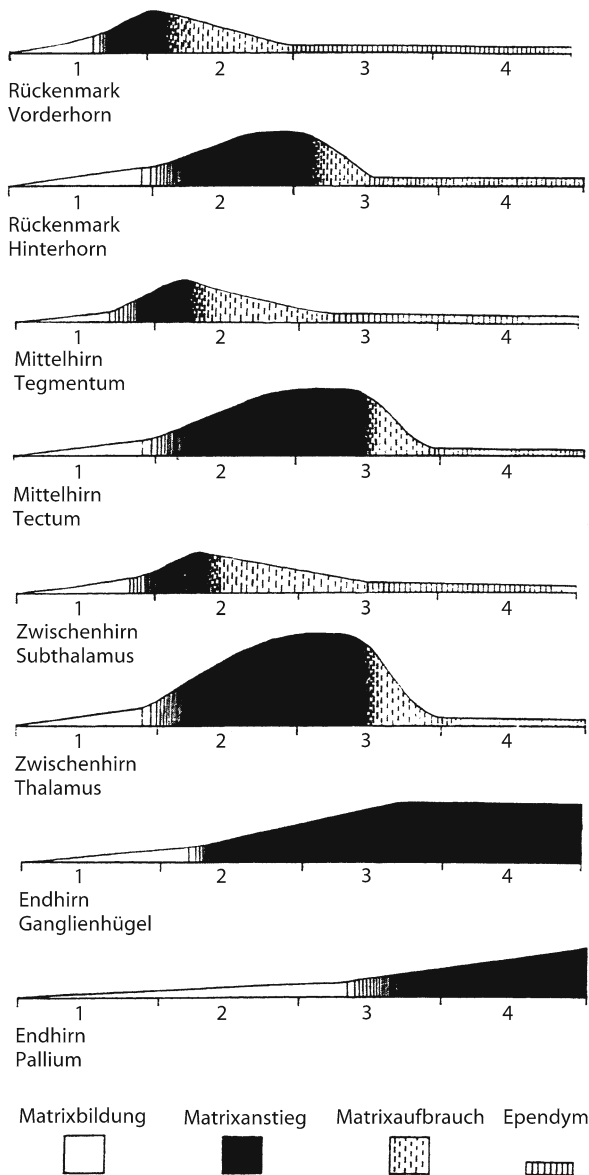 1 2 3 4
Rückenmark
Vorderhorn
1 2 3 4
Rückenmark
Hinterhorn
1 2 3 4
Mittelhirn
Tegmentum
1 2 3 4
Mittelhirn
Tectum
1 2 3 4
Zwischenhirn
Subthalamus
1 2 3 4
Zwischenhirn
Thalamus
1 2 3 4
Endhirn
Ganglienhügel
1 2 3 4
Endhirn
Pallium
Matrixbildung Matrixanstieg Matrixaufbrauch Ependym